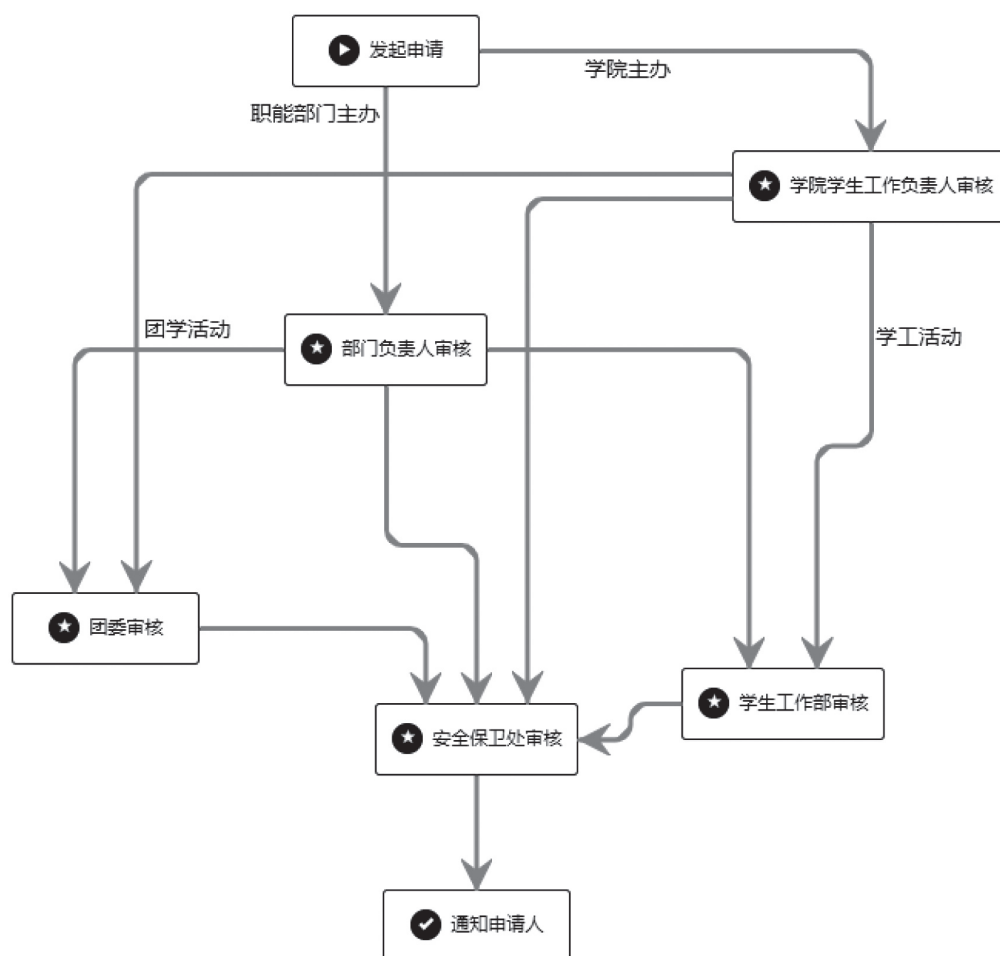 发起申请
学院主办
职能部门主办
学院学生工作负责人审核
团学活动
部门负责人审核
学工活动
团委审核
学生工作部审核
安全保卫处审核
通知申请人